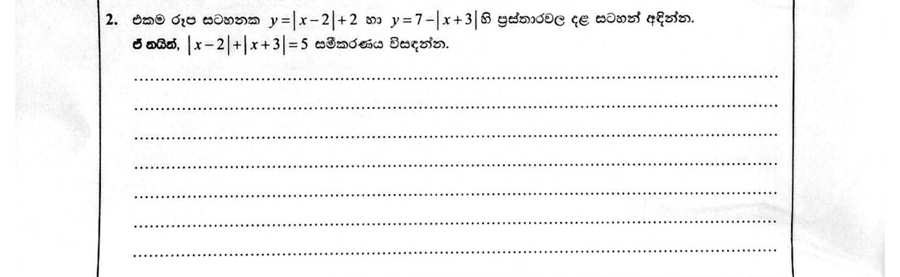 2. එකම රූප සටහනක y=|x−2|+2 හා y=7−|x+3| හි ප්‍රස්තාරවල දළ සටහන් අඳින්න.
ඒ නයින්, |x−2|+|x+3|=5 සමීකරණය විසඳන්න.